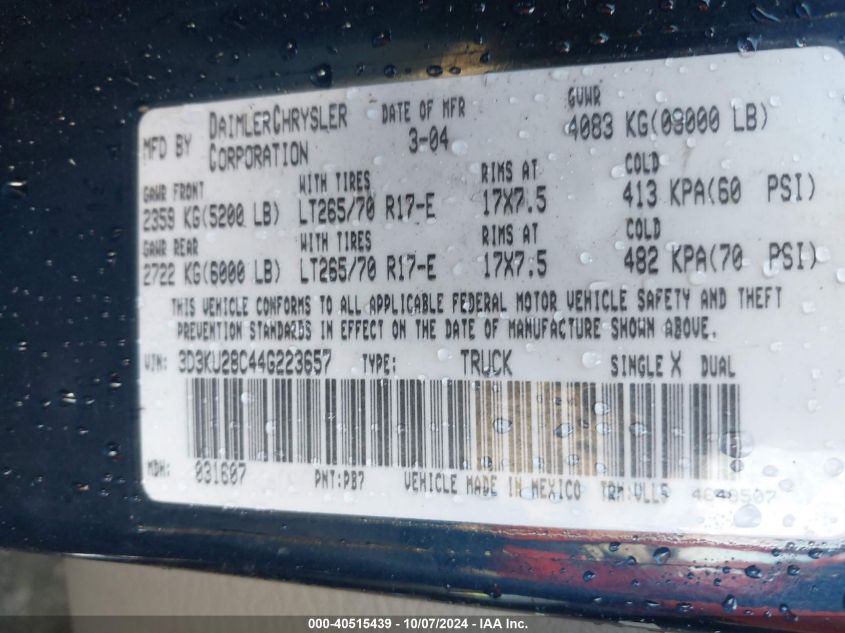 MFD BY DAIMLERCHRYSLER CORPORATION DATE OF MFR 3-04 GVWR 4083 KG(09000 LB)
GAWR FRONT WITH TIRES RIMS AT COLD
2359 KG(5200 LB) LT265/70 R17-E 17X7.5 413 KPA(60 PSI)
GAWR REAR WITH TIRES RIMS AT COLD
2722 KG(6000 LB) LT265/70 R17-E 17X7.5 482 KPA(70 PSI)
THIS VEHICLE CONFORMS TO ALL APPLICABLE FEDERAL MOTOR VEHICLE SAFETY AND THEFT
PREVENTION STANDARDS IN EFFECT ON THE DATE OF MANUFACTURE SHOWN ABOVE.
VIN: 3D3KU28C44G223657 TYPE: TRUCK SINGLE X DUAL
MDH: 031607 PNT:PB7 VEHICLE MADE IN MEXICO TRM:VLL5
000-40515439 - 10/07/2024 - IAA Inc.